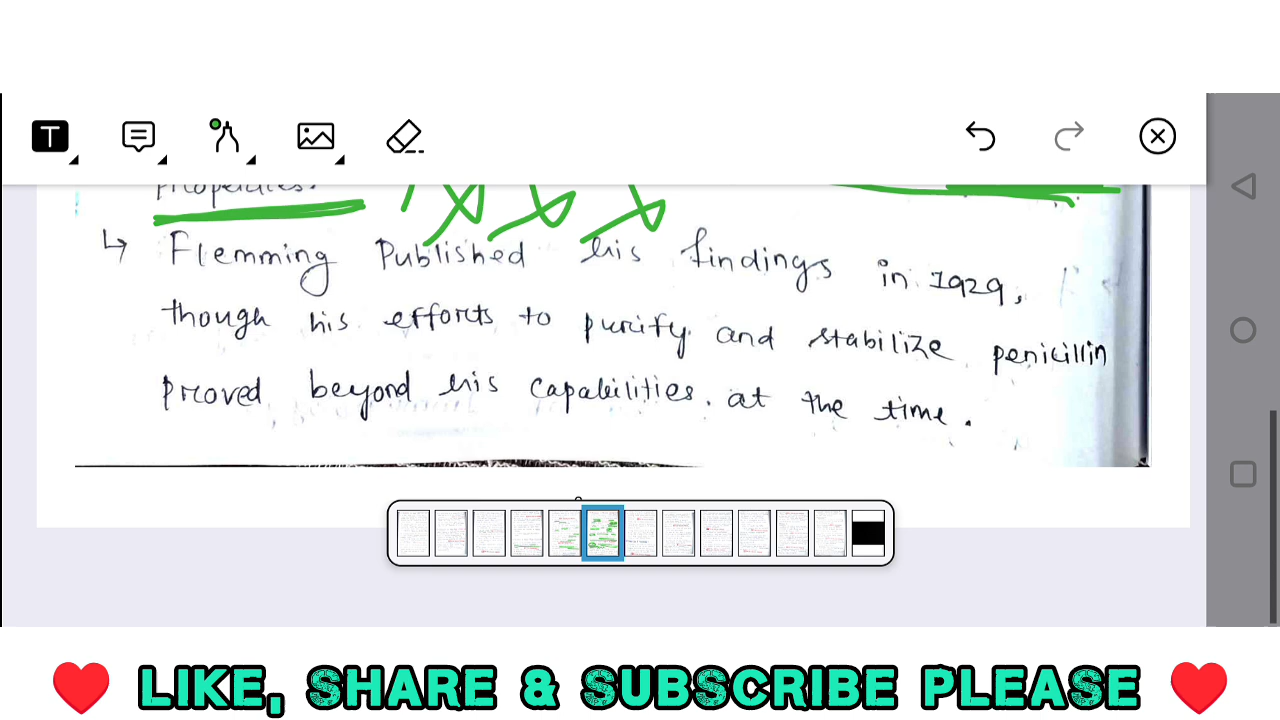 T
Properties.
↳ Flemming Published his findings in 1929,
though his efforts to purify and stabilize penicillin
proved beyond his capabilities. at the time.
LIKE, SHARE & SUBSCRIBE PLEASE